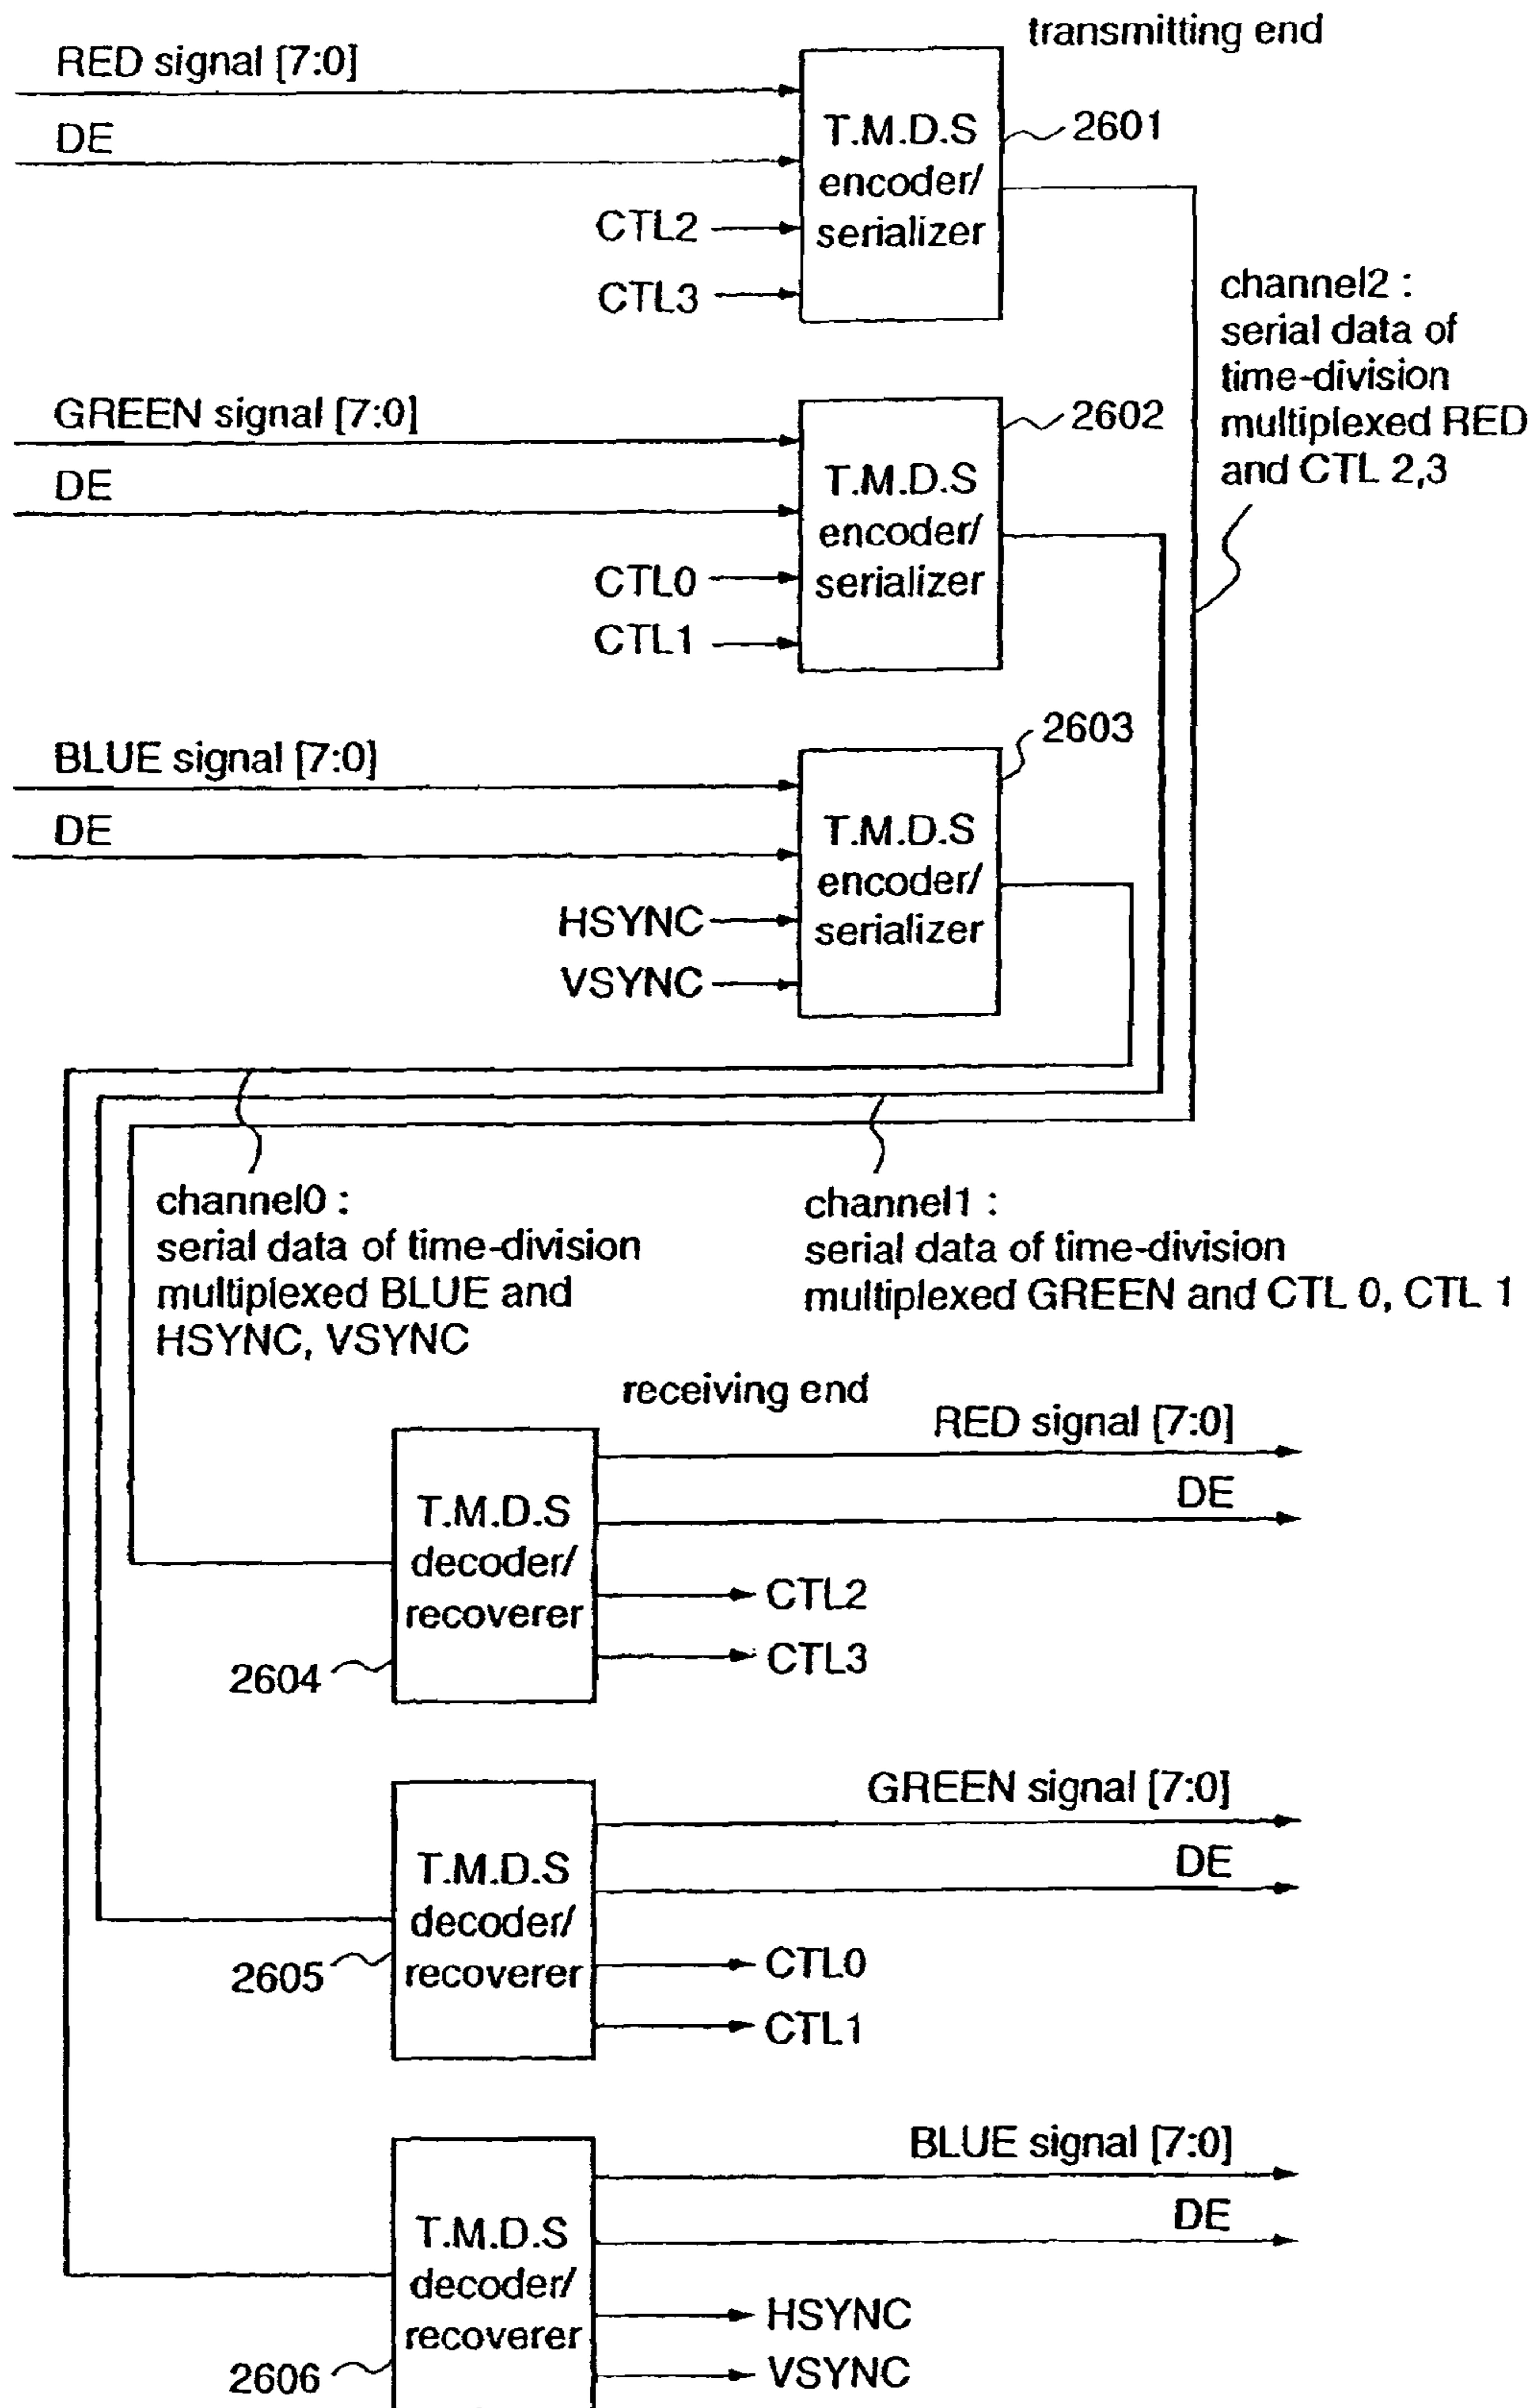 transmitting end
RED signal [7:0]
DE
CTL2
CTL3
T.M.D.S
encoder/
serializer
2601
channel2 :
serial data of
time-division
multiplexed RED
and CTL 2,3
GREEN signal [7:0]
DE
CTL0
CTL1
T.M.D.S
encoder/
serializer
2602
BLUE signal [7:0]
DE
HSYNC
VSYNC
T.M.D.S
encoder/
serializer
2603
channel0 :
serial data of time-division
multiplexed BLUE and
HSYNC, VSYNC
channel1 :
serial data of time-division
multiplexed GREEN and CTL 0, CTL 1
receiving end
T.M.D.S
decoder/
recoverer
2604
RED signal [7:0]
DE
CTL2
CTL3
T.M.D.S
decoder/
recoverer
2605
GREEN signal [7:0]
DE
CTL0
CTL1
T.M.D.S
decoder/
recoverer
2606
BLUE signal [7:0]
DE
HSYNC
VSYNC